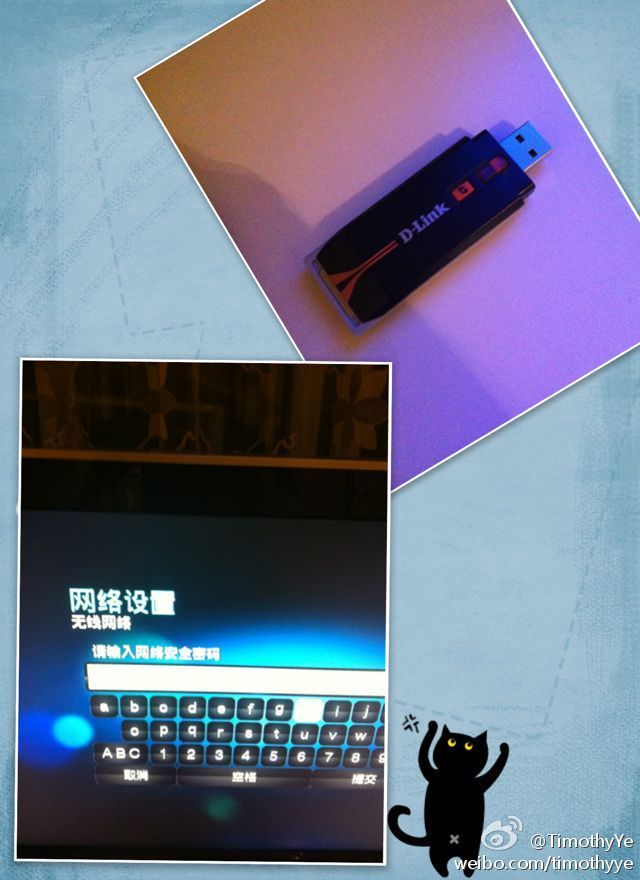 D-Link
网络设置
无线网络
请输入网络安全密码
a b c d e f g i j
o p q r s t u v w
ABC 1 2 3 4 5 6 7 8 9
取消 空格 提交
@TimothyYe
weibo.com/timothyye